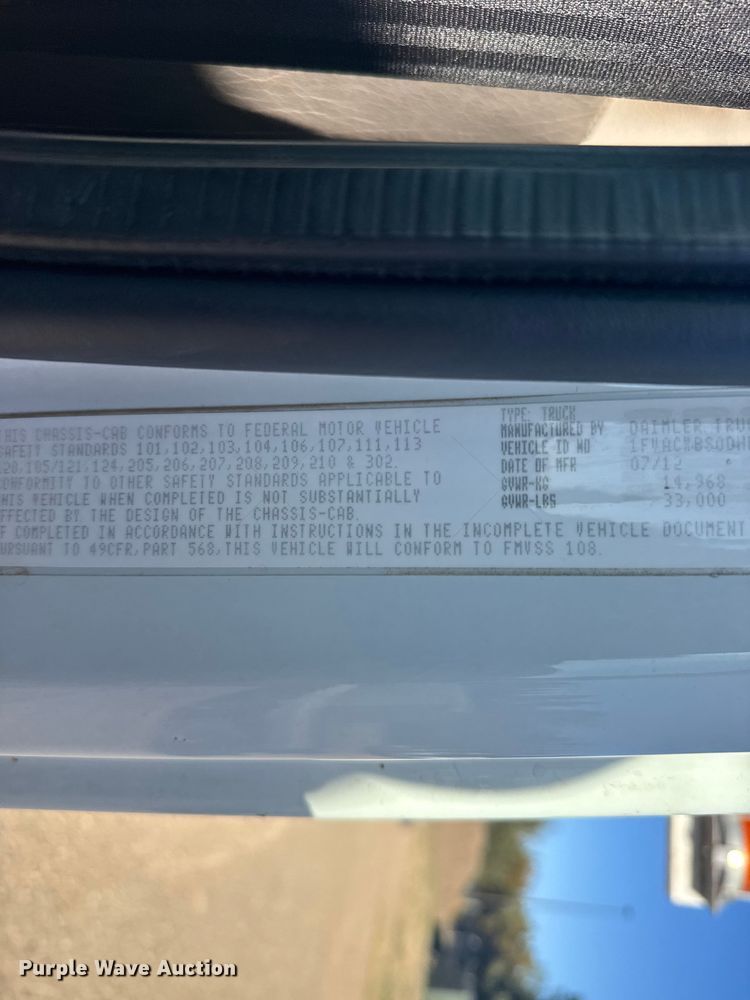 THIS CHASSIS-CAB CONFORMS TO FEDERAL MOTOR VEHICLE
SAFETY STANDARDS 101,102,103,104,106,107,111,113
120,105/121,124,205,206,207,208,209,210 & 302.
CONFORMITY TO OTHER SAFETY STANDARDS APPLICABLE TO
THIS VEHICLE WHEN COMPLETED IS NOT SUBSTANTIALLY
AFFECTED BY THE DESIGN OF THE CHASSIS-CAB.
IF COMPLETED IN ACCORDANCE WITH INSTRUCTIONS IN THE INCOMPLETE VEHICLE DOCUMENT
PURSUANT TO 49CFR,PART 568,THIS VEHICLE WILL CONFORM TO FMVSS 108.
TYPE: TRUCK
MANUFACTURED BY DAIMLER TRU
VEHICLE ID NO
DATE OF MFR 07/12
GVWR-KG 14,968
GVWR-LBS 33,000
Purple Wave Auction